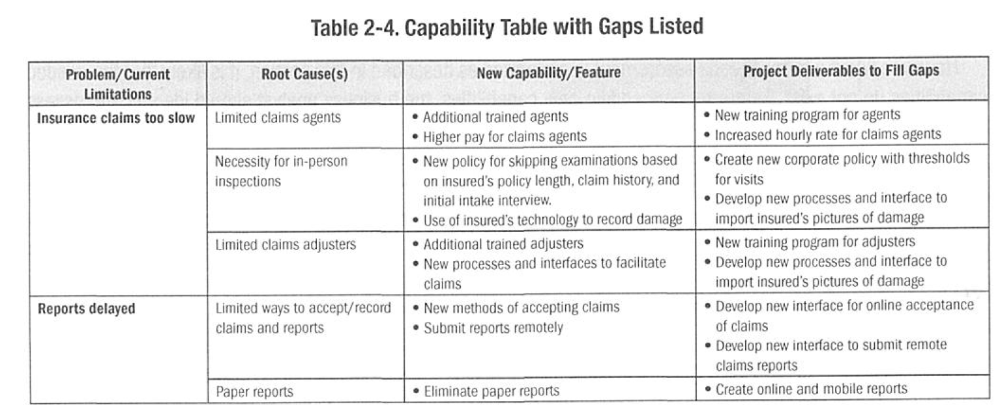 Table 2-4. Capability Table with Gaps Listed
Problem/Current
Limitations
Root Cause(s)
New Capability/Feature
Project Deliverables to Fill Gaps
Insurance claims too slow
Limited claims agents
• Additional trained agents
• Higher pay for claims agents
• New training program for agents
• Increased hourly rate for claims agents
Necessity for in-person
inspections
• New policy for skipping examinations based
on insured's policy length, claim history, and
initial intake interview.
• Use of insured's technology to record damage
• Create new corporate policy with thresholds
for visits
• Develop new processes and interface to
import insured's pictures of damage
Limited claims adjusters
• Additional trained adjusters
• New processes and interfaces to facilitate
claims
• New training program for adjusters
• Develop new processes and interface to
import insured's pictures of damage
Reports delayed
Limited ways to accept/record
claims and reports
• New methods of accepting claims
• Submit reports remotely
• Develop new interface for online acceptance
of claims
• Develop new interface to submit remote
claims reports
Paper reports
• Eliminate paper reports
• Create online and mobile reports